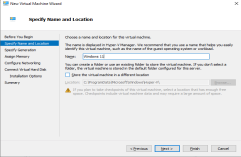 New Virtual Machine Wizard
Specify Name and Location
Before You Begin
Specify Name and Location
Specify Generation
Assign Memory
Configure Networking
Connect Virtual Hard Disk
Installation Options
Summary
Choose a name and location for this virtual machine.
The name is displayed in Hyper-V Manager. We recommend that you use a name that helps you easily
identify this virtual machine, such as the name of the guest operating system or workload.
Name:
You can create a folder or use an existing folder to store the virtual machine. If you don't select a
folder, the virtual machine is stored in the default folder configured for this server.
Store the virtual machine in a different location
Location:
If you plan to take checkpoints of this virtual machine, select a location that has enough free
space. Checkpoints include virtual machine data and may require a large amount of space.
< Previous
Next >
Finish
Cancel